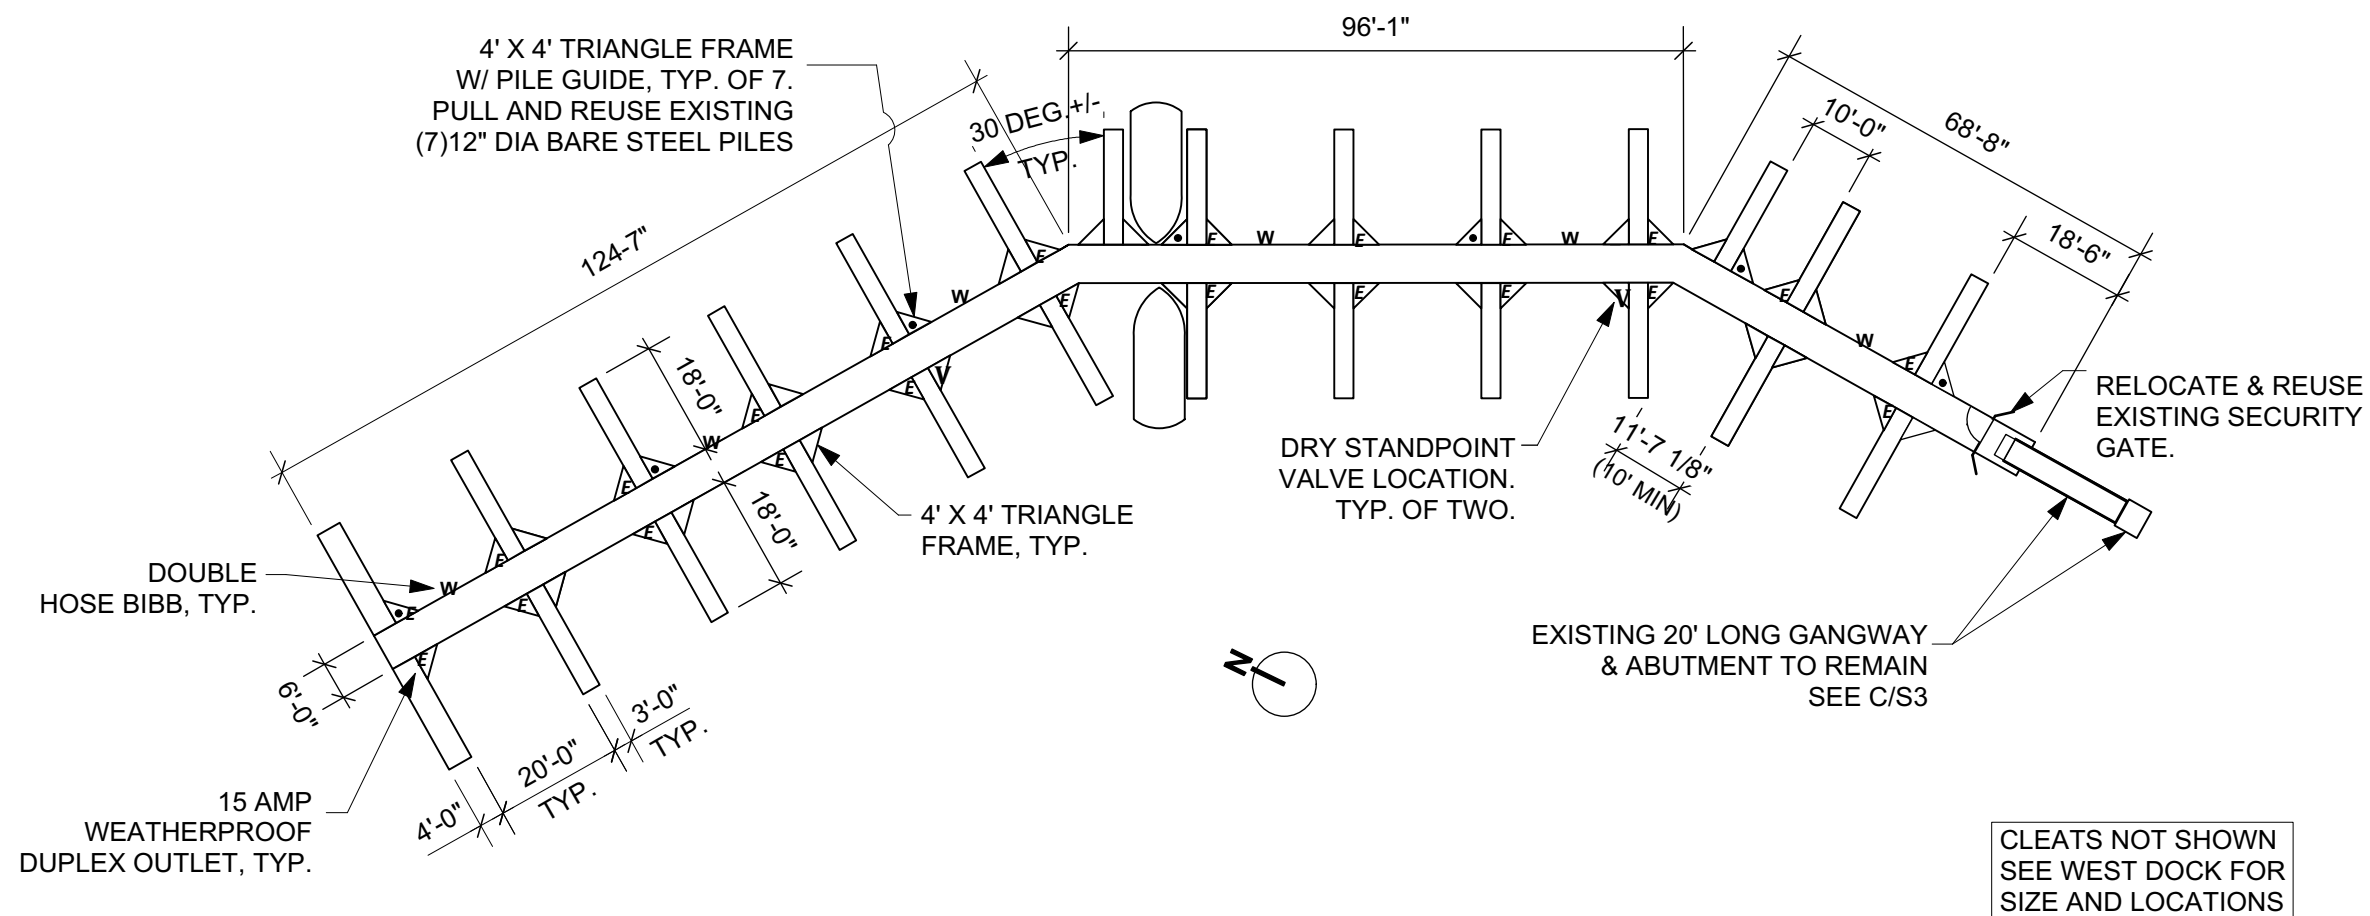 96'-1"
4' X 4' TRIANGLE FRAME
W/ PILE GUIDE, TYP. OF 7.
PULL AND REUSE EXISTING
(7)12" DIA BARE STEEL PILES
30 DEG.+/-
TYP.
10'-0"
68'-8"
18'-6"
124-7"
E
W
E
E
W
E
E
E
W
E
E
E
E
E
V
E
W
E
RELOCATE & REUSE
EXISTING SECURITY
GATE.
E
V
E
E
18'-0"
W
E
E
DRY STANDPOINT
VALVE LOCATION.
TYP. OF TWO.
11'-7 1/8"
(10' MIN)
E
E
18'-0"
4' X 4' TRIANGLE
FRAME, TYP.
DOUBLE
HOSE BIBB, TYP.
W
E
E
E
E
6'-0"
N
EXISTING 20' LONG GANGWAY
& ABUTMENT TO REMAIN
SEE C/S3
3'-0"
TYP.
20'-0"
TYP.
4'-0"
15 AMP
WEATHERPROOF
DUPLEX OUTLET, TYP.
CLEATS NOT SHOWN
SEE WEST DOCK FOR
SIZE AND LOCATIONS